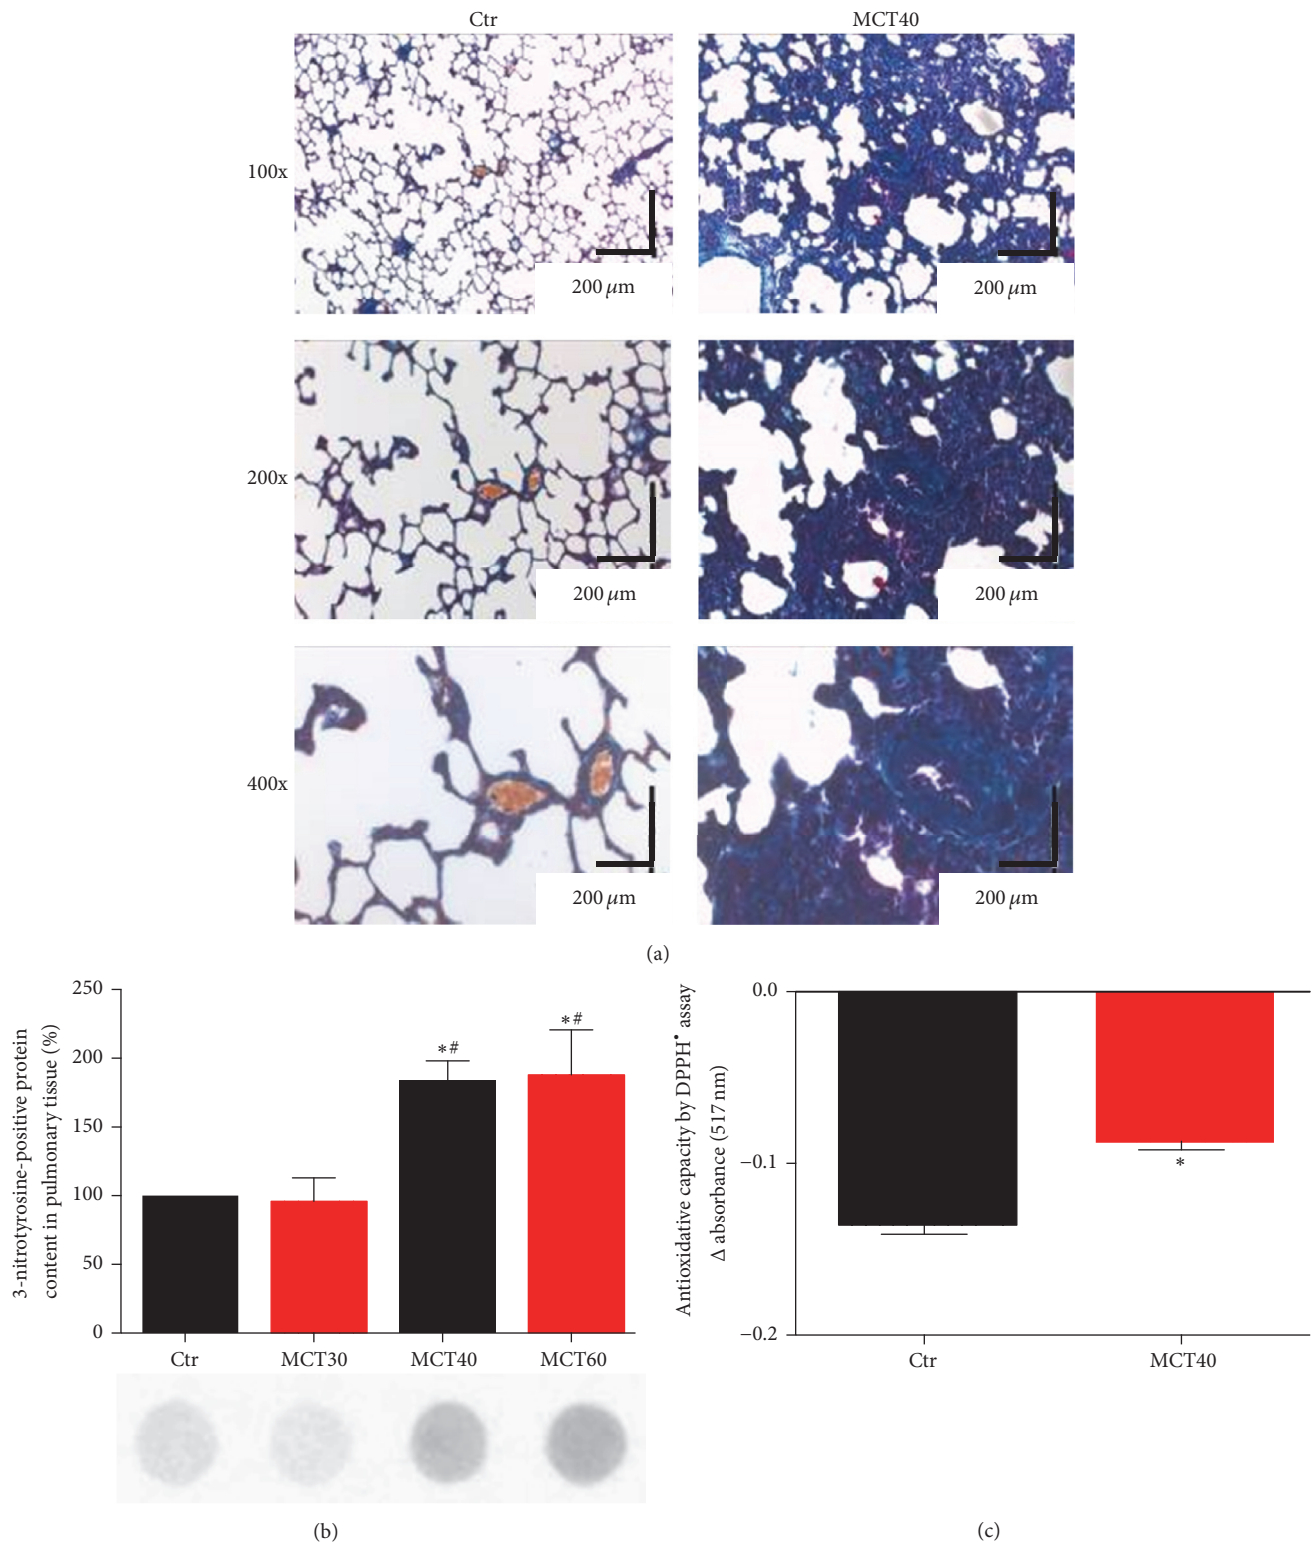 Ctr
MCT40
100x
200 µm
200 µm
200x
200 µm
200 µm
400x
200 µm
200 µm
(a)
3-nitrotyrosine-positive protein
content in pulmonary tissue (%)
250
200
150
100
50
0
*#
*#
Ctr
MCT30
MCT40
MCT60
(b)
Antioxidative capacity by DPPH• assay
Δ absorbance (517 nm)
0.0
−0.1
−0.2
*
Ctr
MCT40
(c)